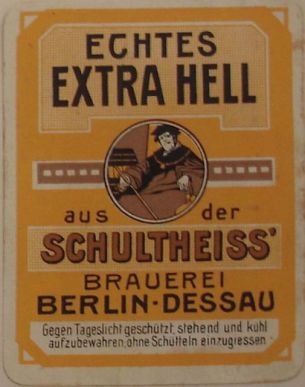 ECHTES
EXTRA HELL
aus der
SCHULTHEISS'
BRAUEREI
BERLIN-DESSAU
Gegen Tageslicht geschützt, stehend und kühl
aufzubewahren, ohne Schütteln einzugiessen.